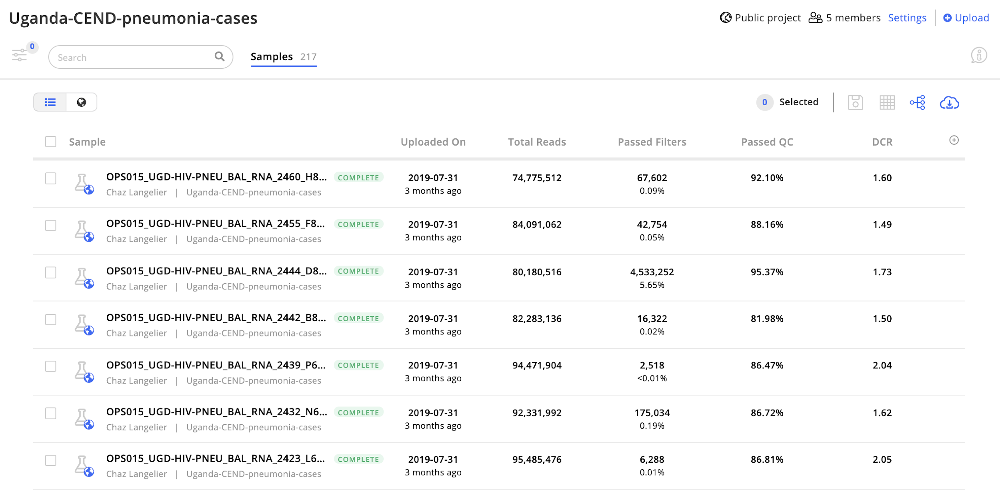 Uganda-CEND-pneumonia-cases
Public project 5 members Settings Upload
0
Search Samples 217
0 Selected
Sample Uploaded On Total Reads Passed Filters Passed QC DCR
OPS015_UGD-HIV-PNEU_BAL_RNA_2460_H8... COMPLETE 2019-07-31 74,775,512 67,602 92.10% 1.60
Chaz Langelier | Uganda-CEND-pneumonia-cases 3 months ago 0.09%
OPS015_UGD-HIV-PNEU_BAL_RNA_2455_F8... COMPLETE 2019-07-31 84,091,062 42,754 88.16% 1.49
Chaz Langelier | Uganda-CEND-pneumonia-cases 3 months ago 0.05%
OPS015_UGD-HIV-PNEU_BAL_RNA_2444_D8... COMPLETE 2019-07-31 80,180,516 4,533,252 95.37% 1.73
Chaz Langelier | Uganda-CEND-pneumonia-cases 3 months ago 5.65%
OPS015_UGD-HIV-PNEU_BAL_RNA_2442_B8... COMPLETE 2019-07-31 82,283,136 16,322 81.98% 1.50
Chaz Langelier | Uganda-CEND-pneumonia-cases 3 months ago 0.02%
OPS015_UGD-HIV-PNEU_BAL_RNA_2439_P6... COMPLETE 2019-07-31 94,471,904 2,518 86.47% 2.04
Chaz Langelier | Uganda-CEND-pneumonia-cases 3 months ago <0.01%
OPS015_UGD-HIV-PNEU_BAL_RNA_2432_N6... COMPLETE 2019-07-31 92,331,992 175,034 86.72% 1.62
Chaz Langelier | Uganda-CEND-pneumonia-cases 3 months ago 0.19%
OPS015_UGD-HIV-PNEU_BAL_RNA_2423_L6... COMPLETE 2019-07-31 95,485,476 6,288 86.81% 2.05
Chaz Langelier | Uganda-CEND-pneumonia-cases 3 months ago 0.01%